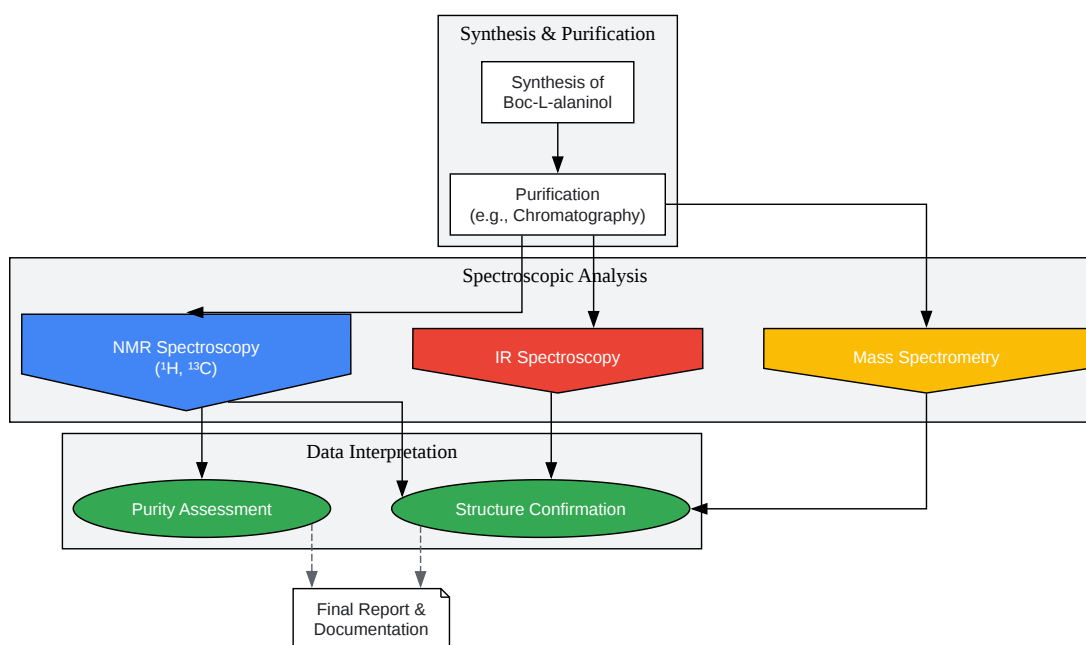 Synthesis & Purification
Synthesis of
Boc-L-alaninol
Purification
(e.g., Chromatography)
Spectroscopic Analysis
NMR Spectroscopy
(¹H, ¹³C)
IR Spectroscopy
Mass Spectrometry
Data Interpretation
Purity Assessment
Structure Confirmation
Final Report &
Documentation